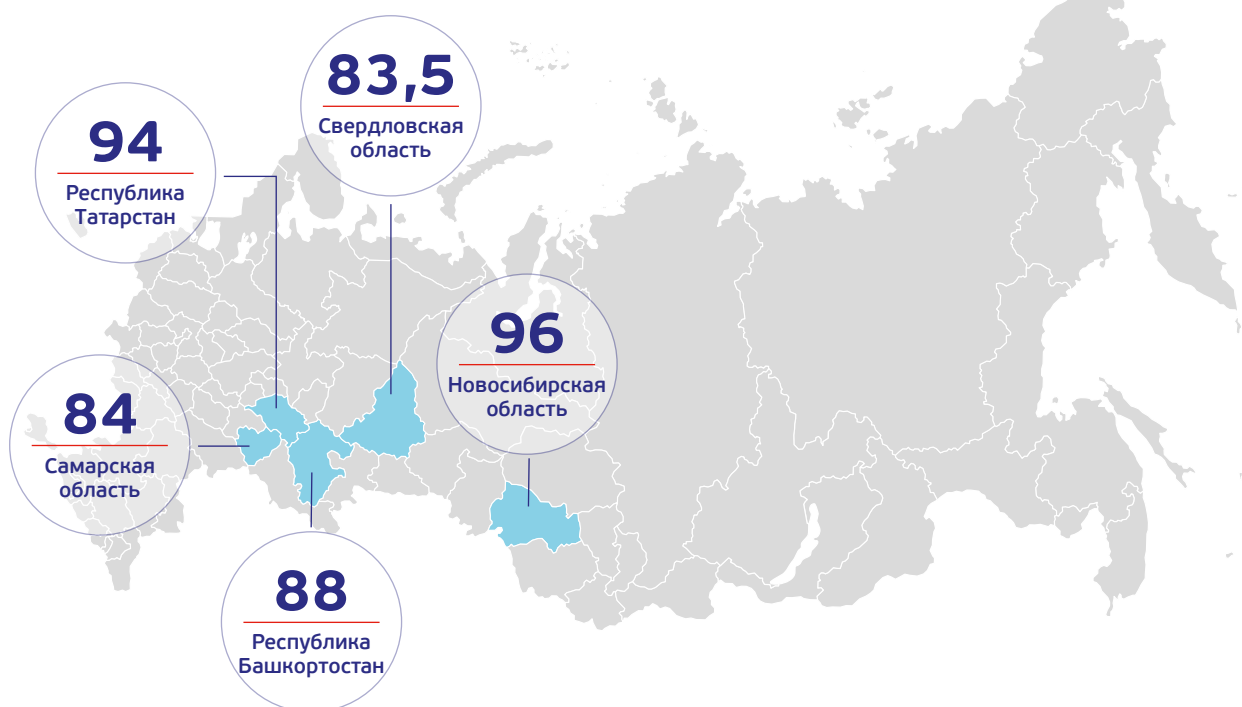 83,5
Свердловская
область
94
Республика
Татарстан
96
Новосибирская
область
84
Самарская
область
88
Республика
Башкортостан